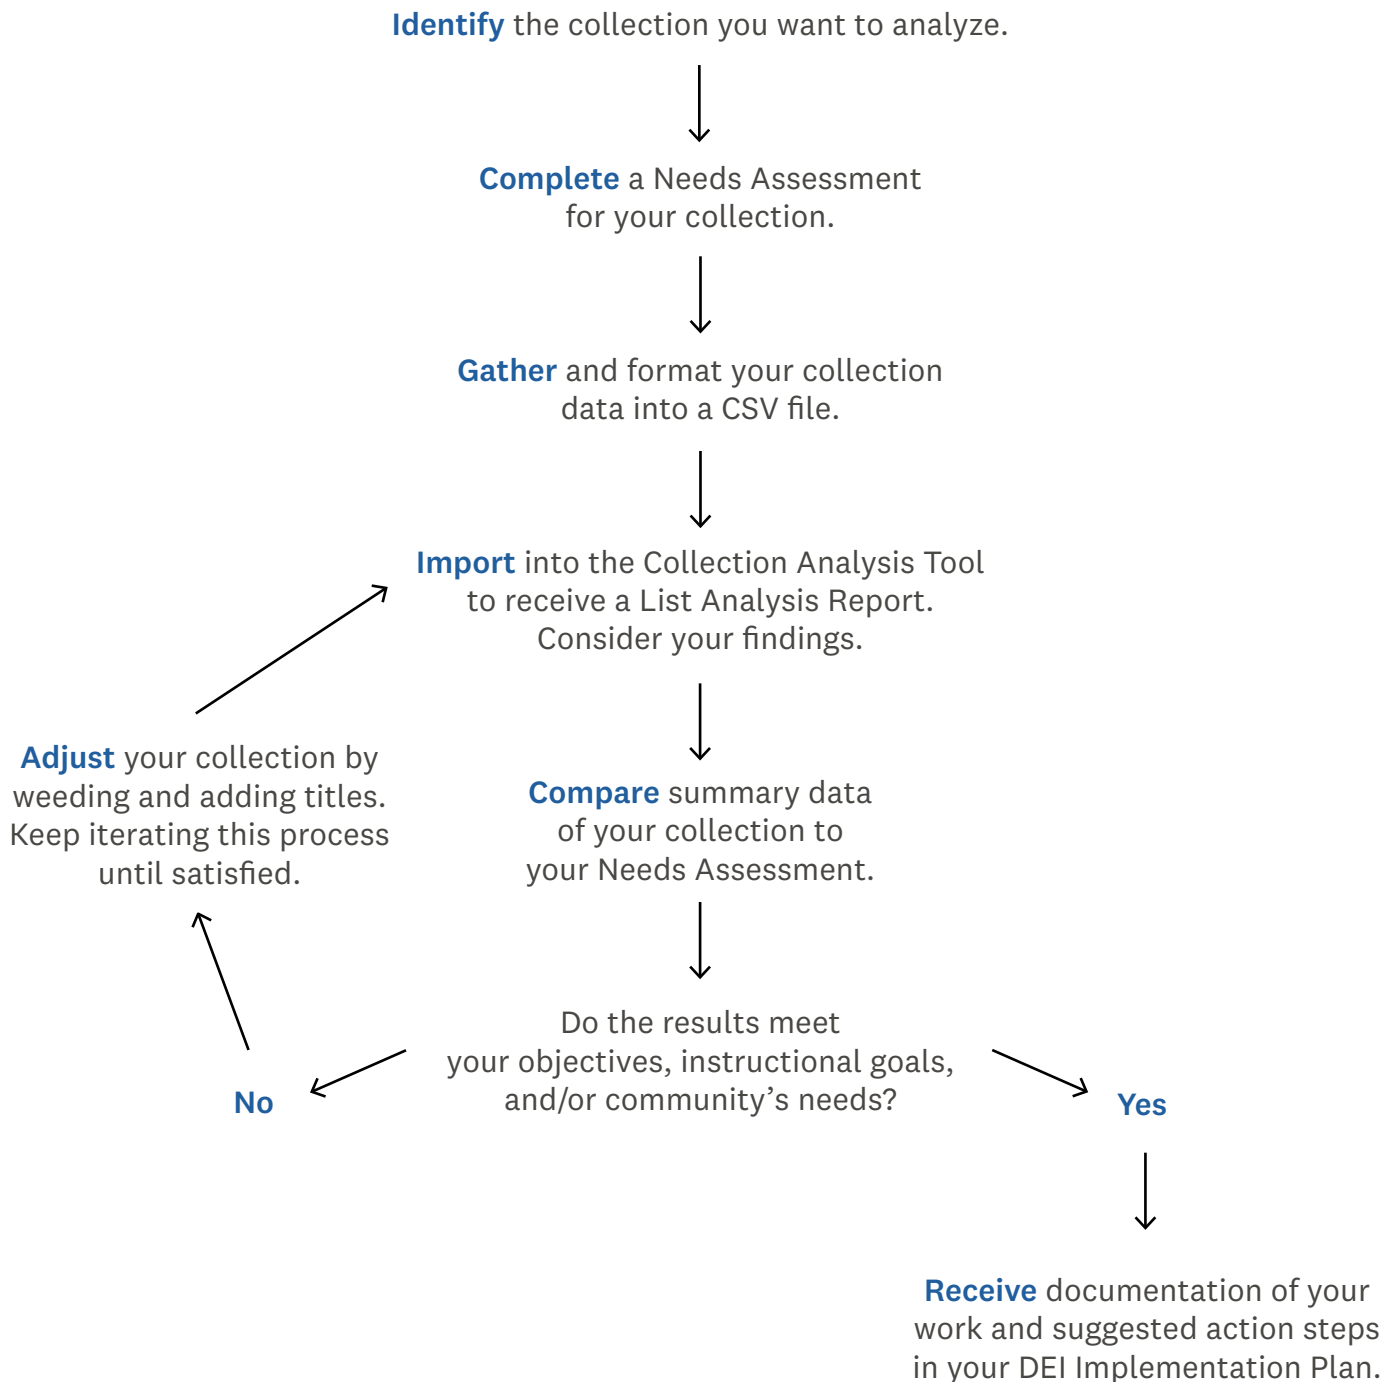 Identify the collection you want to analyze.
Complete a Needs Assessment
for your collection.
Gather and format your collection
data into a CSV file.
Import into the Collection Analysis Tool
to receive a List Analysis Report.
Consider your findings.
Adjust your collection by
weeding and adding titles.
Keep iterating this process
until satisfied.
Compare summary data
of your collection to
your Needs Assessment.
Do the results meet
your objectives, instructional goals,
and/or community’s needs?
No
Yes
Receive documentation of your
work and suggested action steps
in your DEI Implementation Plan.